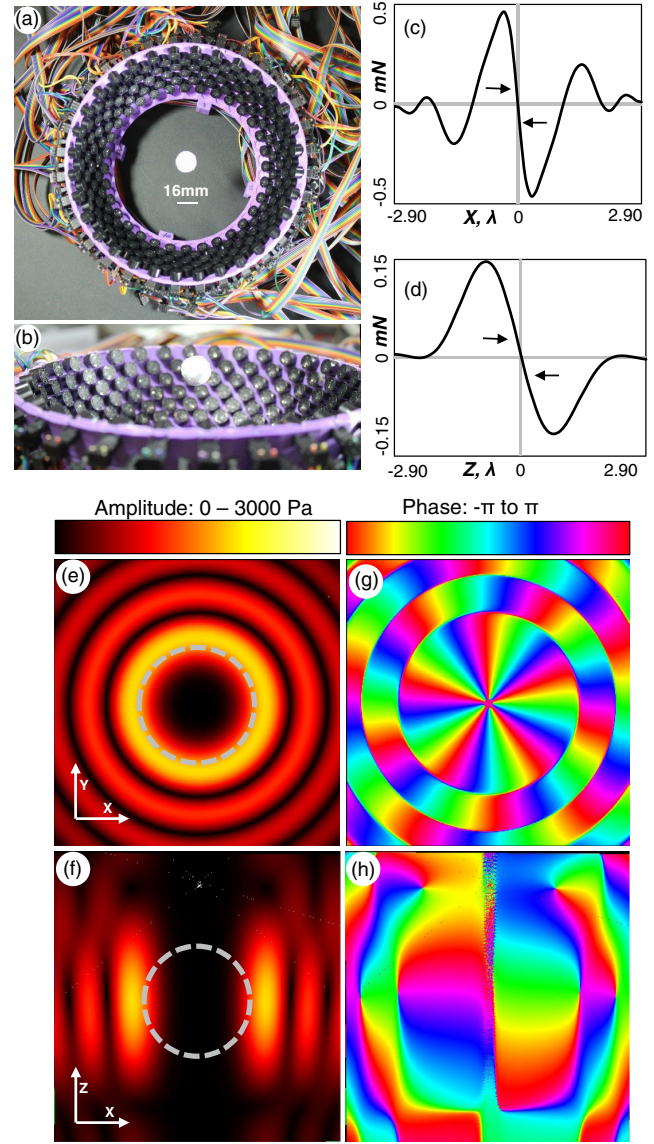 (a)
16mm
(b)
(c)
0.5
0 mN
-0.5
-2.90 X, λ 0 2.90
(d)
0.15
0 mN
-0.15
-2.90 Z, λ 0 2.90
Amplitude: 0 – 3000 Pa
Phase: -π to π
(e)
Y
X
(g)
(f)
Z
X
(h)